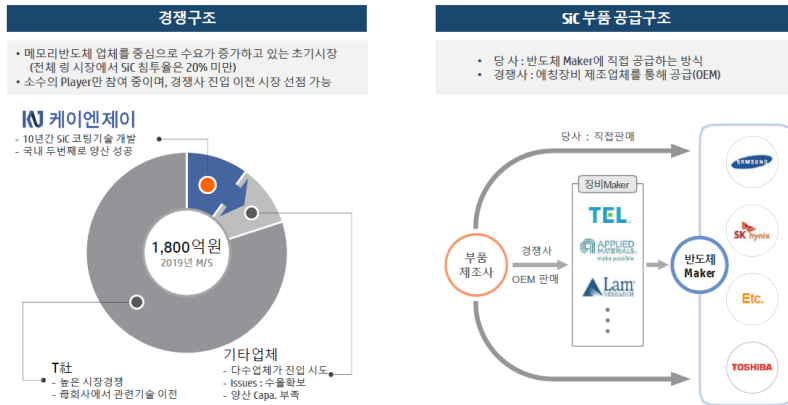 경쟁구조
• 메모리반도체 업체를 중심으로 수요가 증가하고 있는 초기시장
(전체 링 시장에서 SiC 침투율은 20% 미만)
• 소수의 Player만 참여 중이며, 경쟁사 진입 이전 시장 선점 가능
케이엔제이
- 10년간 SiC 코팅기술 개발
- 국내 두번째로 양산 성공
1,800억원
2019년 M/S
T社
- 높은 시장경쟁
- 母회사에서 관련기술 이전
기타업체
- 다수업체가 진입 시도
- Issues : 수율확보
- 양산 Capa. 부족
SiC 부품 공급구조
• 당 사 : 반도체 Maker에 직접 공급하는 방식
• 경쟁사 : 에칭장비 제조업체를 통해 공급(OEM)
당사 : 직접판매
부품
제조사
경쟁사
OEM 판매
장비Maker
TEL
APPLIED
MATERIALS
make possible
Lam
RESEARCH
반도체
Maker
SAMSUNG
SK hynix
Etc.
TOSHIBA